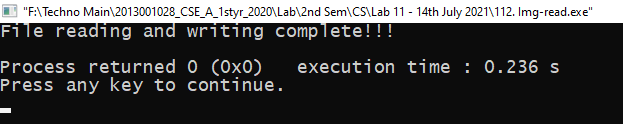 "F:\Techno Main\2013001028_CSE_A_1styr_2020\Lab\2nd Sem\CS\Lab 11 - 14th July 2021\112. Img-read.exe"
File reading and writing complete!!!
Process returned 0 (0x0)   execution time : 0.236 s
Press any key to continue.